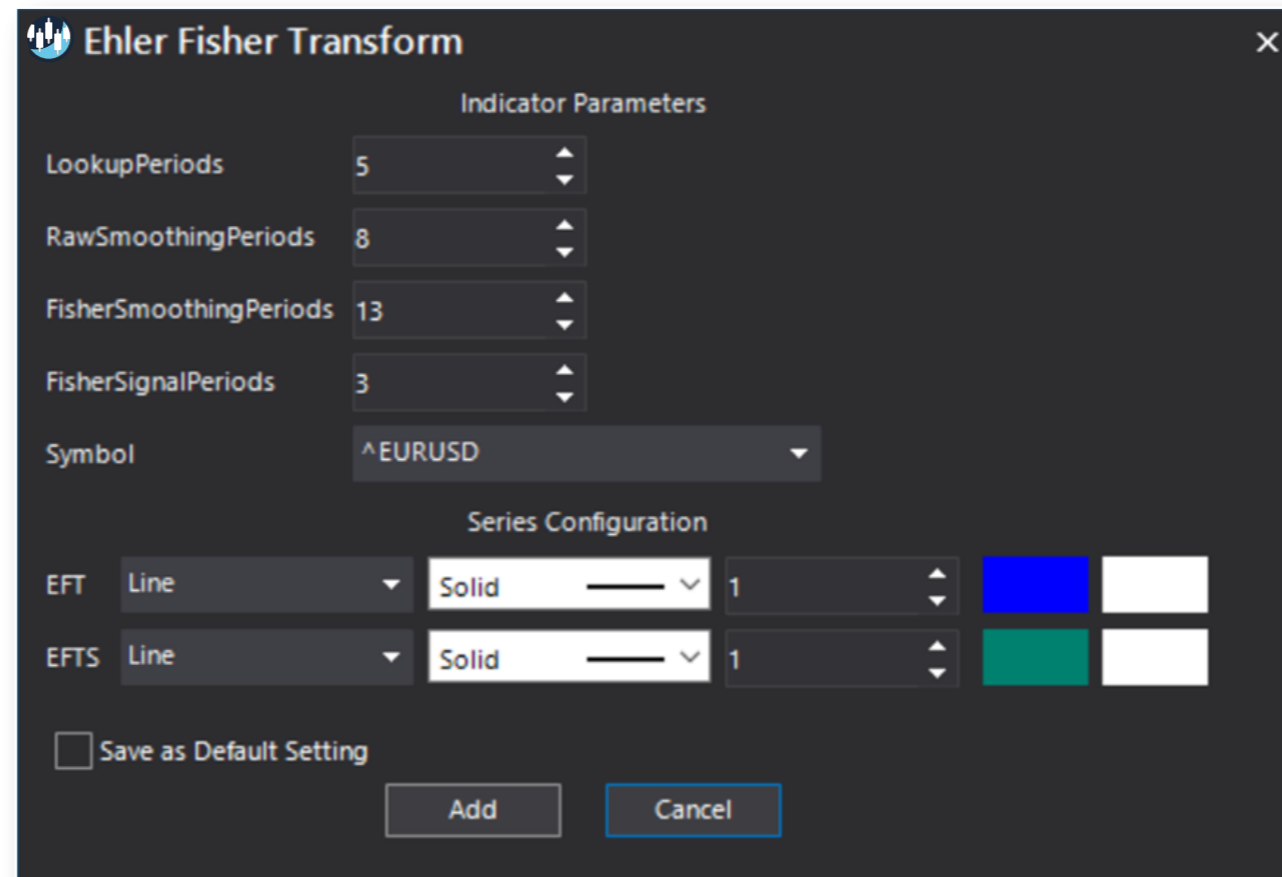 Ehler Fisher Transform
Indicator Parameters
LookupPeriods 5
RawSmoothingPeriods 8
FisherSmoothingPeriods 13
FisherSignalPeriods 3
Symbol ^EURUSD
Series Configuration
EFT Line Solid 1
EFTS Line Solid 1
Save as Default Setting
Add Cancel